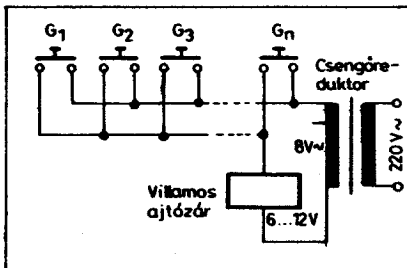 G1 G2 G3 Gn
Csengőre-
duktor
8V~
220V~
Villamos
ajtózár
6...12V